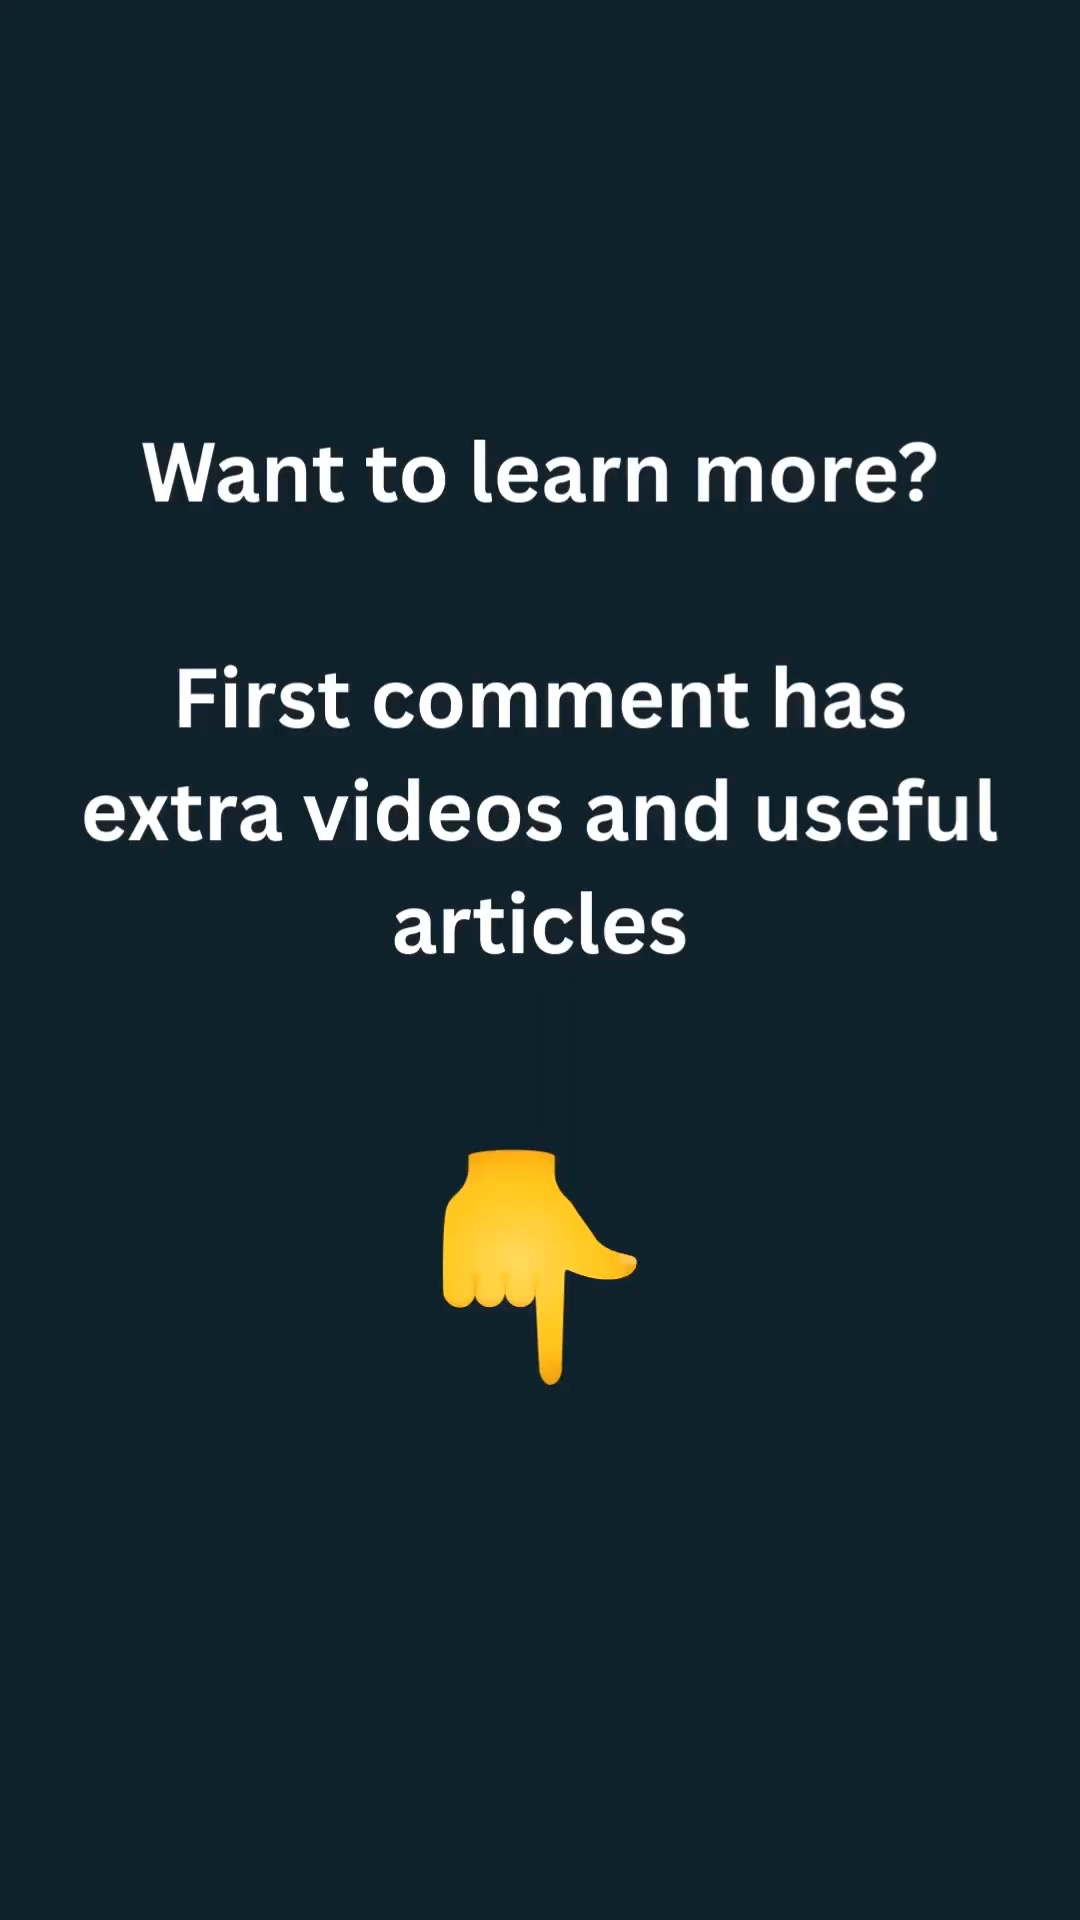 Want to learn more?
First comment has
extra videos and useful
articles